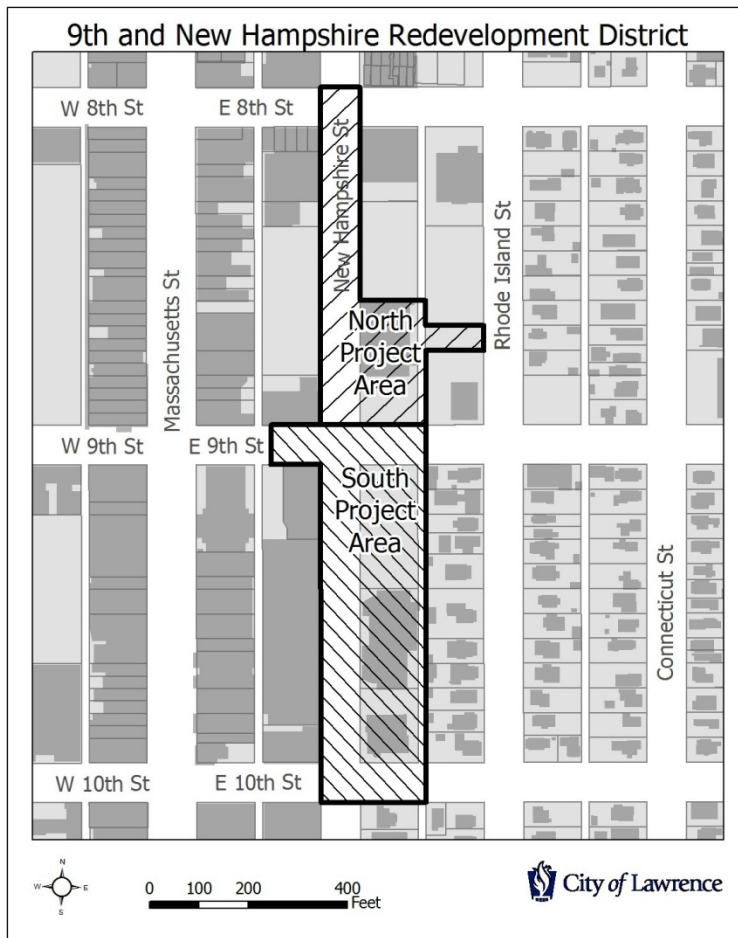 9th and New Hampshire Redevelopment District
W 8th St
E 8th St
New Hampshire St
Rhode Island St
Massachusetts St
North
Project
Area
W 9th St
E 9th St
South
Project
Area
Connecticut St
W 10th St
E 10th St
N
W
E
S
0 100 200 400
Feet
City of Lawrence